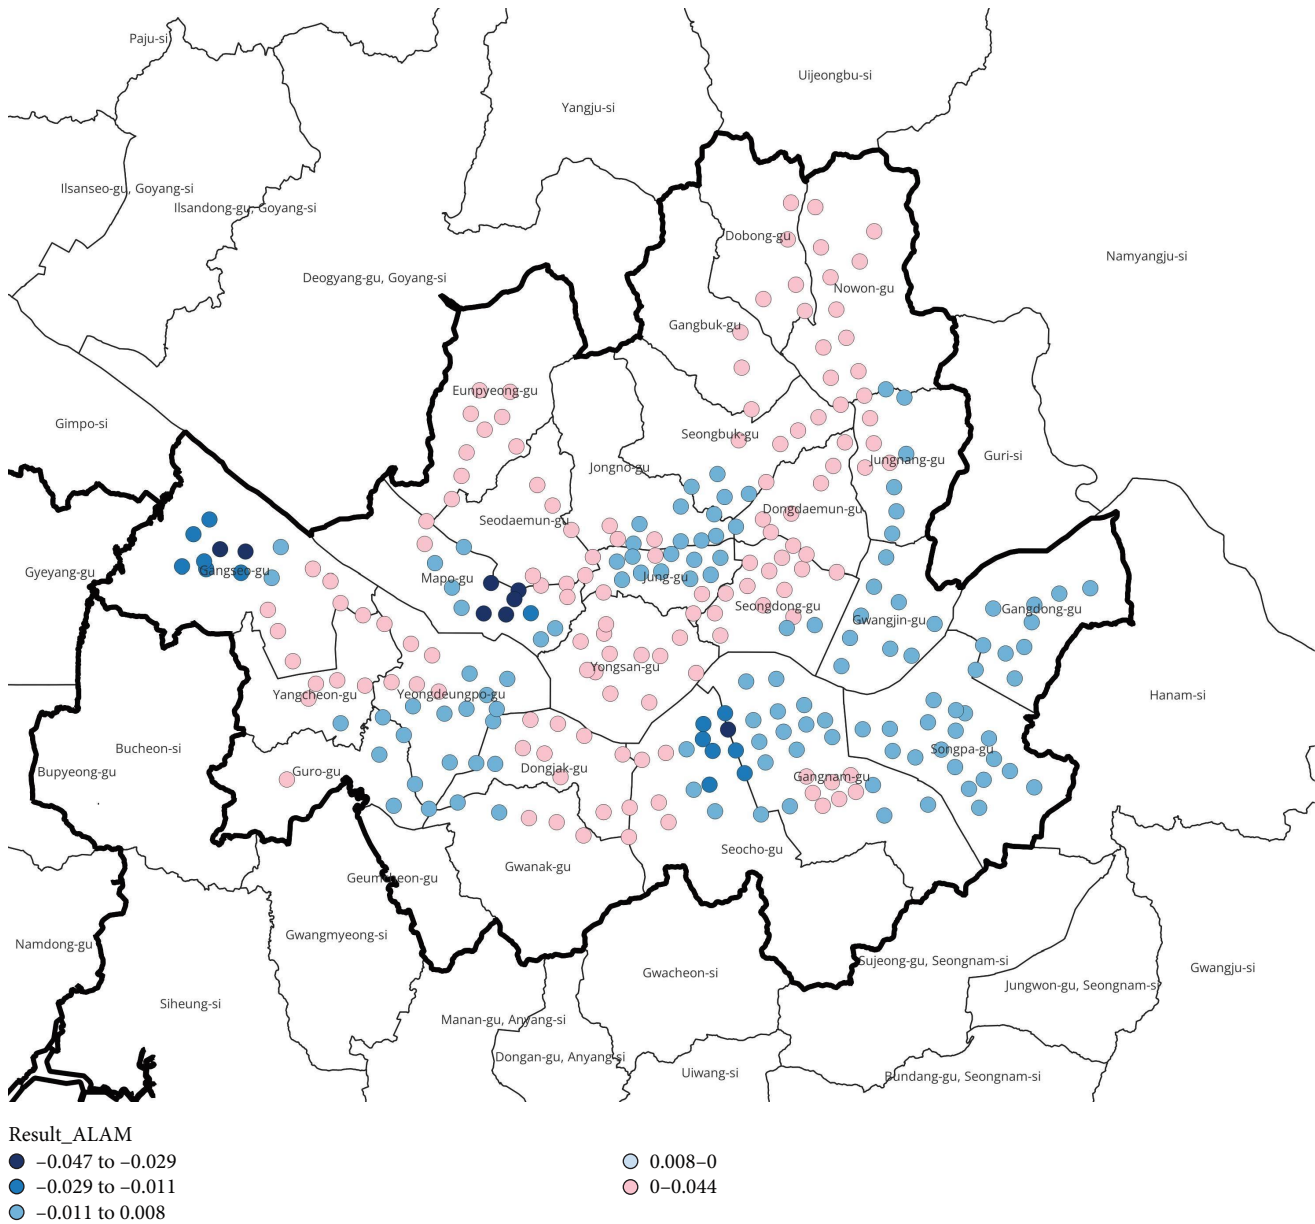 Paju-si
Uijeongbu-si
Yangju-si
Ilsanseo-gu, Goyang-si
Ilsandong-gu, Goyang-si
Dobong-gu
Namyangju-si
Deogyang-gu, Goyang-si
Nowon-gu
Gangbuk-gu
Eunpyeong-gu
Gimpo-si
Seongbuk-gu
Guri-si
Jungnang-gu
Jongno-gu
Dongdaemun-gu
Seodaemun-gu
Gyeyang-gu
Gangseo-gu
Mapo-gu
Jung-gu
Seongdong-gu
Gangdong-gu
Gwangjin-gu
Yongsan-gu
Yangcheon-gu
Yeongdeungpo-gu
Hanam-si
Bucheon-si
Songpa-gu
Bupyeong-gu
Guro-gu
Dongjak-gu
Gangnam-gu
Seocho-gu
Gwanak-gu
Geumcheon-gu
Gwangmyeong-si
Namdong-gu
Sujeong-gu, Seongnam-si
Gwangju-si
Gwacheon-si
Jungwon-gu, Seongnam-s
Siheung-si
Manan-gu, Anyang-si
Dongan-gu, Anyang-si
Uiwang-si
Bundang-gu, Seongnam-si
Result_ALAM
–0.047 to –0.029
–0.029 to –0.011
–0.011 to 0.008
0.008–0
0–0.044